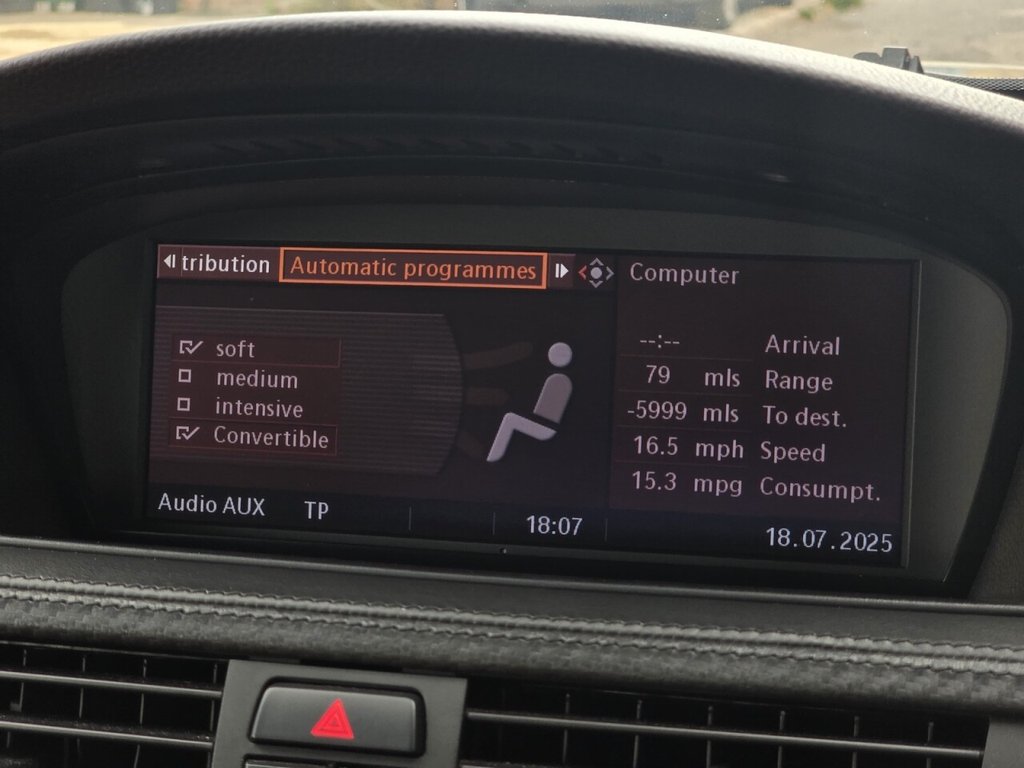 tribution Automatic programmes
soft
medium
intensive
Convertible
Computer
--:-- Arrival
79 mls Range
-5999 mls To dest.
16.5 mph Speed
15.3 mpg Consumpt.
Audio AUX TP 18:07 18.07.2025